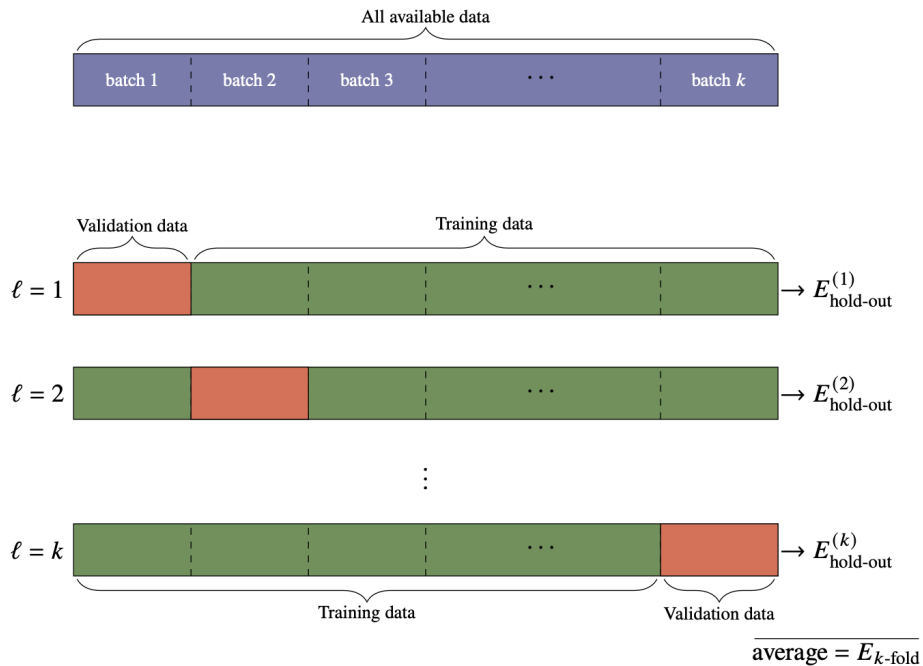 All available data
batch 1 batch 2 batch 3 ··· batch k
Validation data Training data
ℓ = 1 ··· → E^{(1)}_{hold-out}
ℓ = 2 ··· → E^{(2)}_{hold-out}
⋮
ℓ = k ··· → E^{(k)}_{hold-out}
Training data Validation data
average = E_{k-fold}